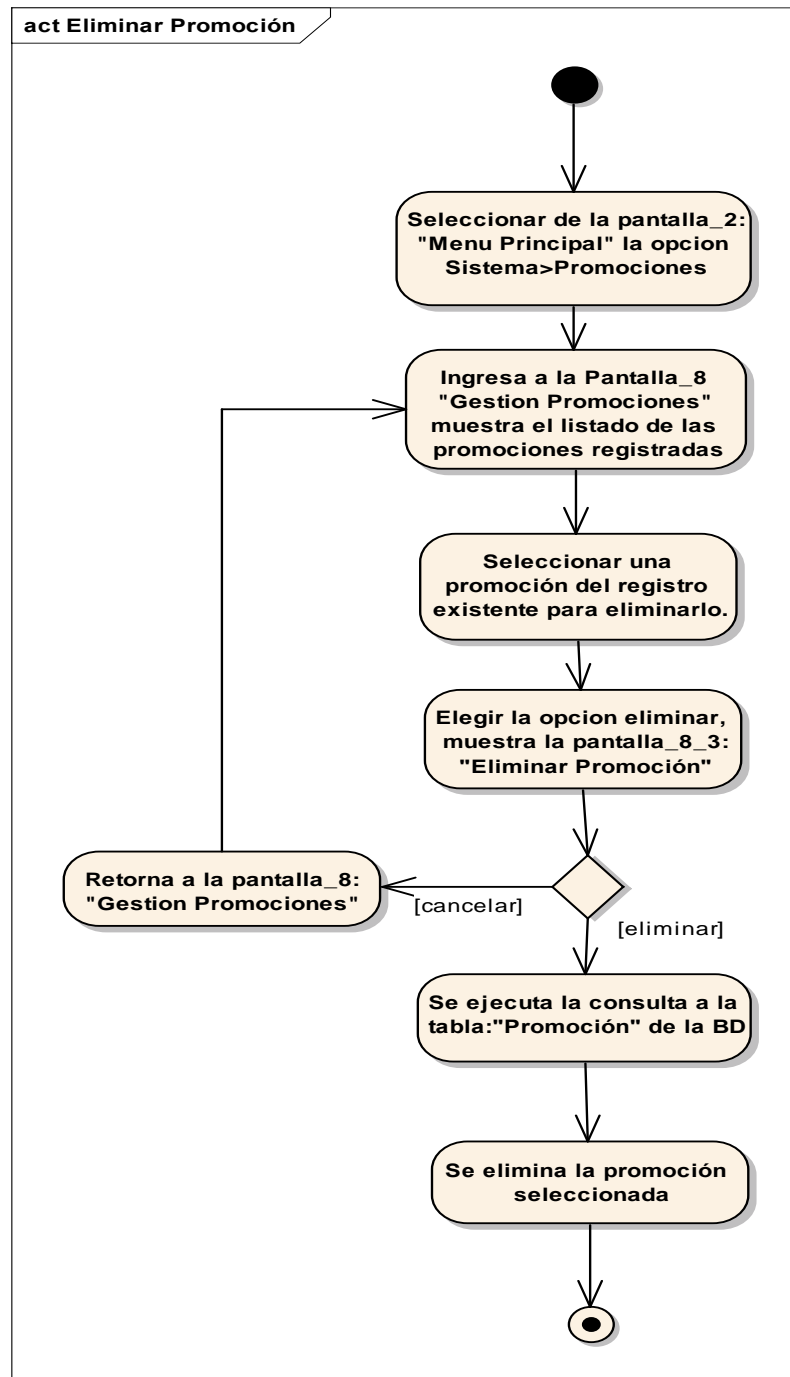 act Eliminar Promoción
Seleccionar de la pantalla_2:
"Menu Principal" la opcion
Sistema>Promociones
Ingresa a la Pantalla_8
"Gestion Promociones"
muestra el listado de las
promociones registradas
Seleccionar una
promoción del registro
existente para eliminarlo.
Elegir la opcion eliminar,
muestra la pantalla_8_3:
"Eliminar Promoción"
Retorna a la pantalla_8:
"Gestion Promociones"
[cancelar]
[eliminar]
Se ejecuta la consulta a la
tabla:"Promoción" de la BD
Se elimina la promoción
seleccionada